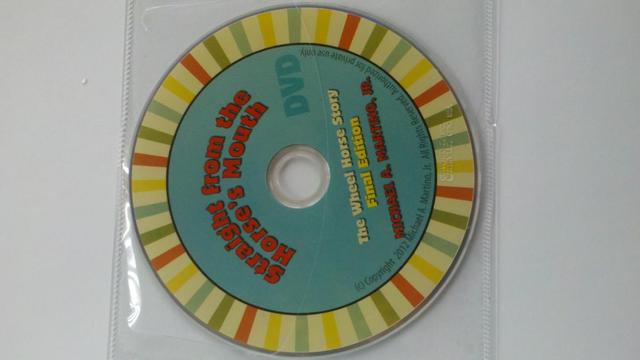 Straight from the
Horse's Mouth
DVD
The Wheel Horse Story
Final Edition
MICHAEL A. MARTINO, JR.
(C) Copyright 2012 Michael A. Martino, Jr. All Rights Reserved. Authorized for private use only.